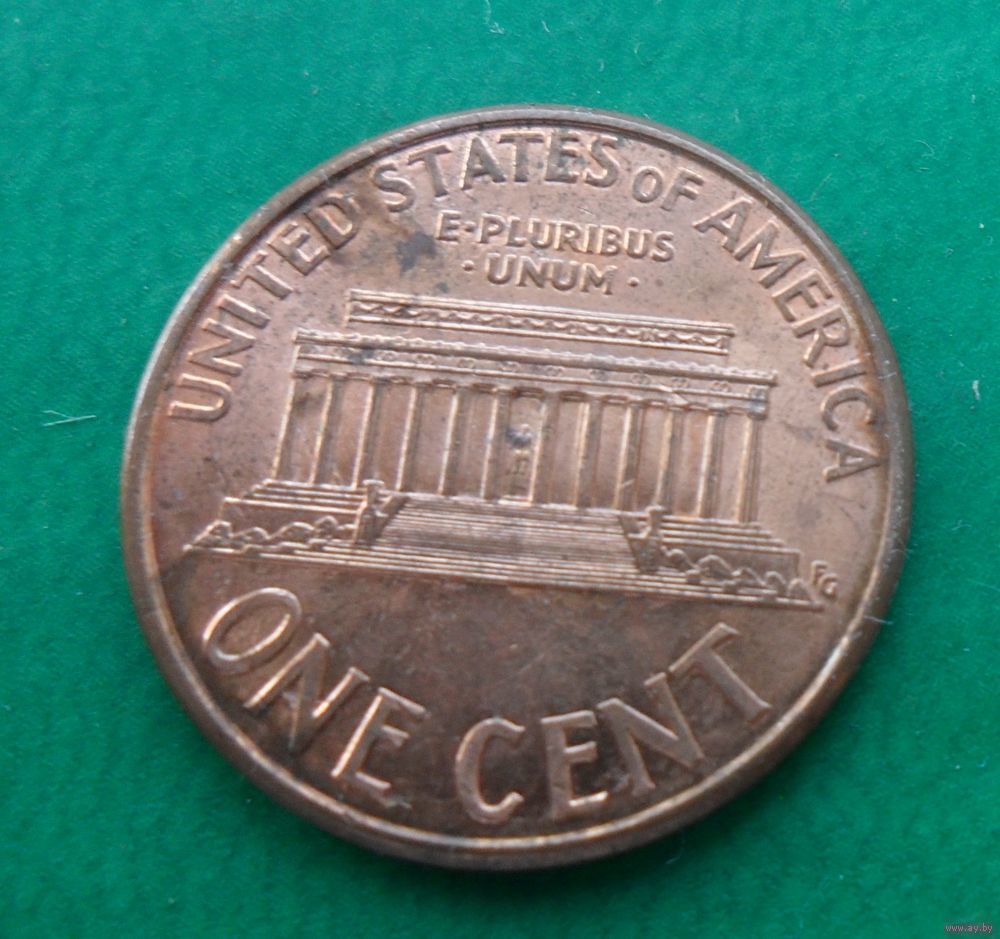 UNITED STATES OF AMERICA
E·PLURIBUS
·UNUM·
FG
ONE CENT
www.ay.by